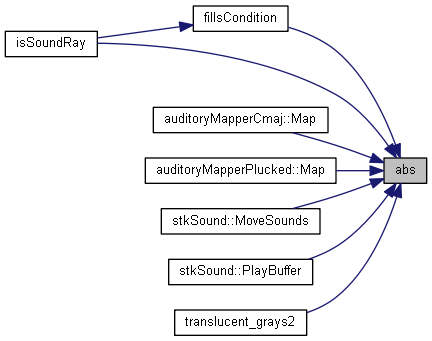 fillsCondition
isSoundRay
auditoryMapperCmaj::Map
auditoryMapperPlucked::Map
abs
stkSound::MoveSounds
stkSound::PlayBuffer
translucent_grays2